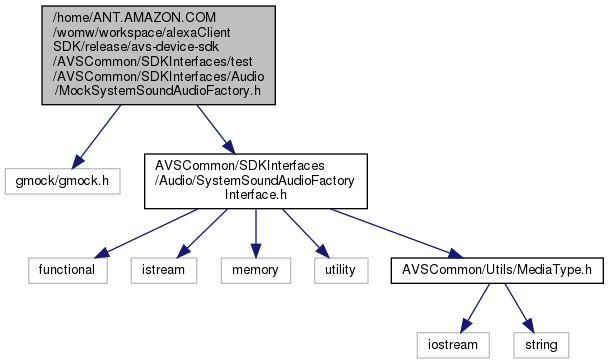 /home/ANT.AMAZON.COM
/womw/workspace/alexaClient
SDK/release/avs-device-sdk
/AVSCommon/SDKInterfaces/test
/AVSCommon/SDKInterfaces/Audio
/MockSystemSoundAudioFactory.h
gmock/gmock.h
AVSCommon/SDKInterfaces
/Audio/SystemSoundAudioFactory
Interface.h
functional
istream
memory
utility
AVSCommon/Utils/MediaType.h
iostream
string